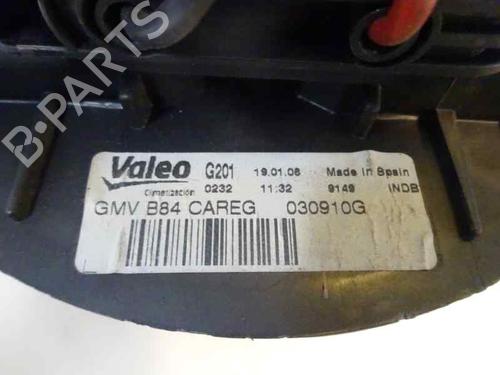 B-PARTS
Valeo G201 19.01.06 Made in Spain
Climatización 0232 11:32 9149 INDB
GMV B84 CAREG 030910G